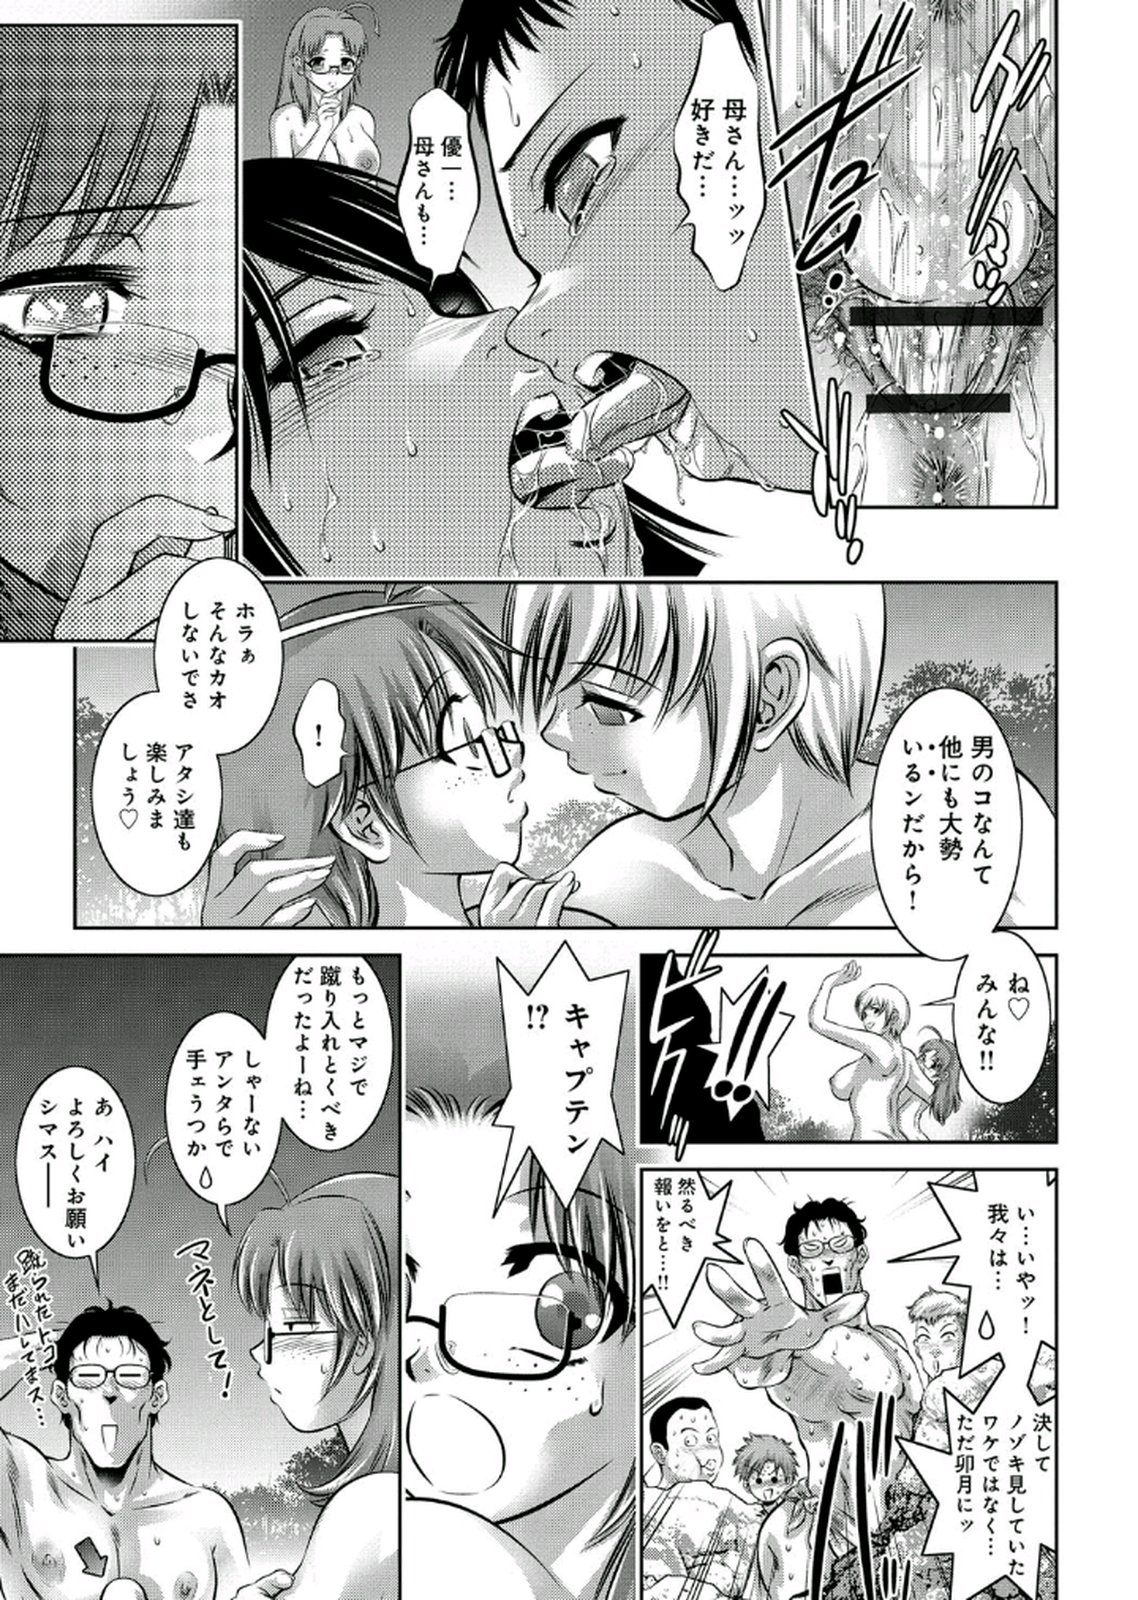 母さん…ッッ
好きだ…
優一…
母さんも…
男のコなんて
他にも大勢
いるンだから!
ね♡
みんな!!
!
ホラぁ
そんなカオ
しないでさ
アタシ達も
楽しみま
しょう♡
い…いやッ!
我々は…
決して
ノゾキ見していた
ワケではなく…
ただ卯月にッ
然るべき
報いをと…!!
キャプテン
!?
もっとマジで
蹴り入れとくべき
だったよーね…
しゃーない
アンタらで
手ェうつか
マネとして!
あ ハイ
よろしくお願い
シマス――
蹴られたトコ
まだハレてまス…